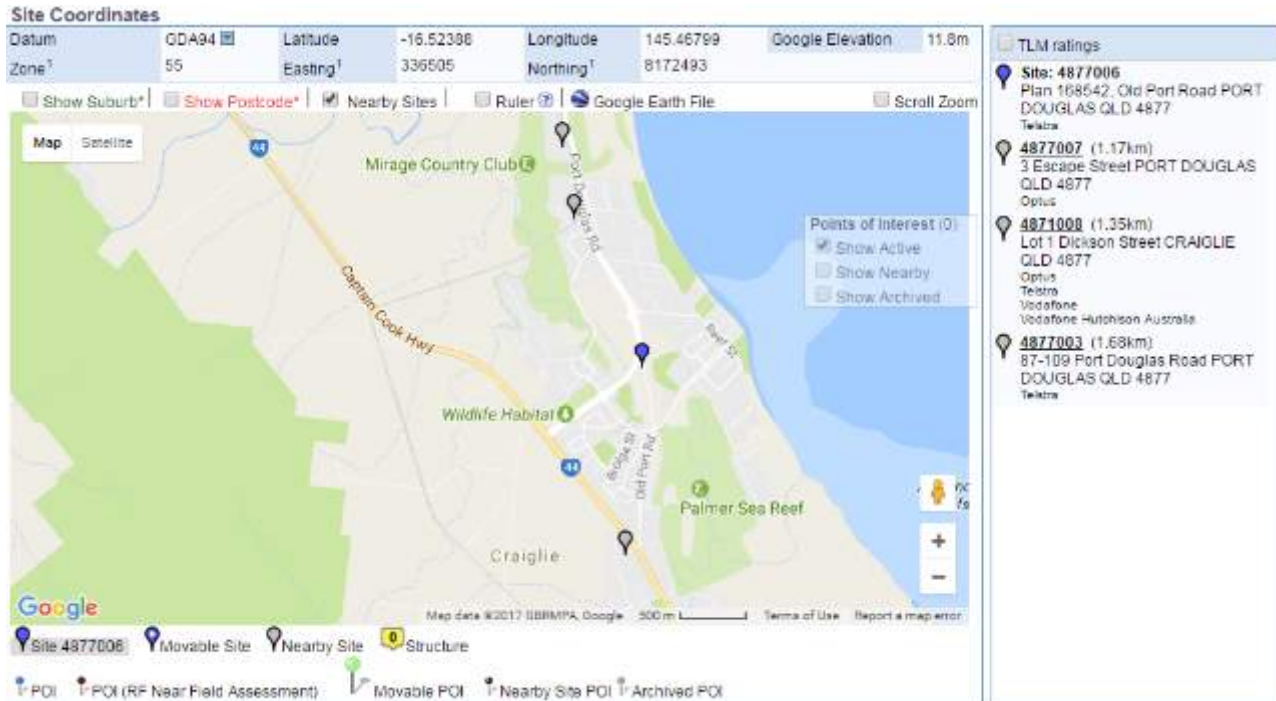 Site Coordinates
Datum GDA94 Latitude -16.52388 Longitude 145.46799 Google Elevation 11.8m
Zone1 55 Easting1 336505 Northing1 8172493
Show Suburb* Show Postcode* Nearby Sites Ruler Google Earth File Scroll Zoom
Map Satellite
44
Mirage Country Club
Port Douglas Rd
Points of Interest (0)
Show Active
Show Nearby
Show Archived
Captain Cook Hwy
Reef St
Wildlife Habitat
Bronze St
Old Port Rd
44
Palmer Sea Reef
Craiglie
+
−
Google
Map data ©2017 GBRMPA, Google 500 m Terms of Use Report a map error
Site 4877006 Movable Site Nearby Site 0 Structure
POI POI (RF Near Field Assessment) Movable POI Nearby Site POI Archived POI
TLM ratings
Site: 4877006
Plan 168542, Old Port Road PORT
DOUGLAS QLD 4877
Telstra
4877007 (1.17km)
3 Escape Street PORT DOUGLAS
QLD 4877
Optus
4871008 (1.35km)
Lot 1 Dickson Street CRAIGLIE
QLD 4877
Optus
Telstra
Vodafone
Vodafone Hutchison Australia
4877003 (1.68km)
87-109 Port Douglas Road PORT
DOUGLAS QLD 4877
Telstra